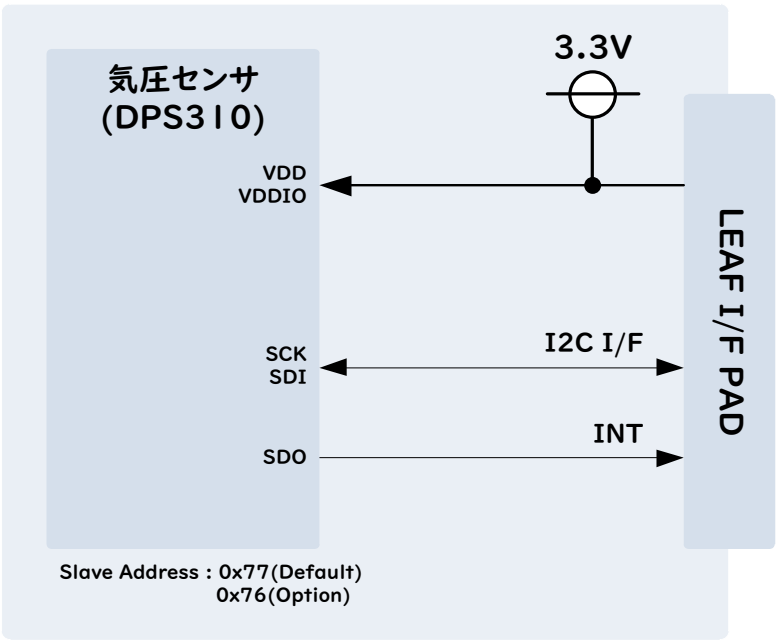 3.3V
気圧センサ
(DPS310)
VDD
VDDIO
LEAF I/F PAD
I2C I/F
SCK
SDI
INT
SDO
Slave Address : 0x77(Default)
0x76(Option)